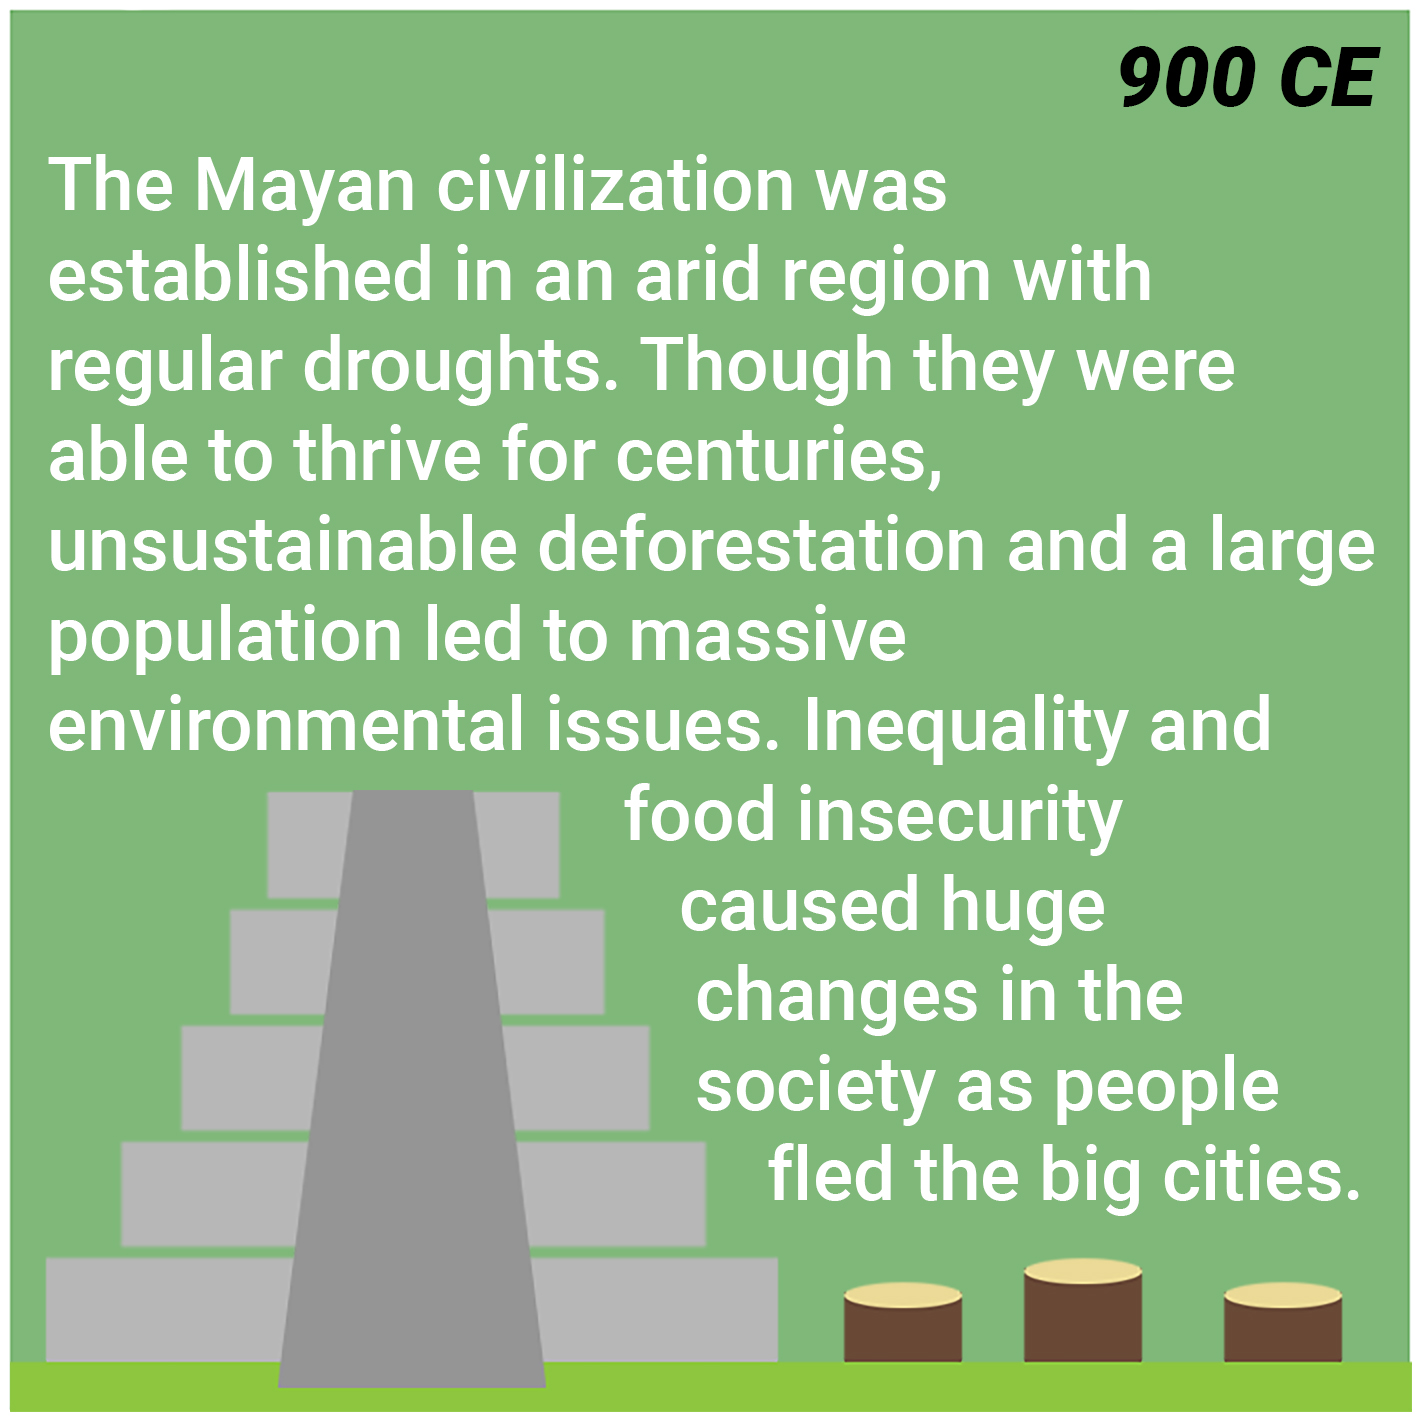 900 CE
The Mayan civilization was
established in an arid region with
regular droughts. Though they were
able to thrive for centuries,
unsustainable deforestation and a large
population led to massive
environmental issues. Inequality and
food insecurity
caused huge
changes in the
society as people
fled the big cities.